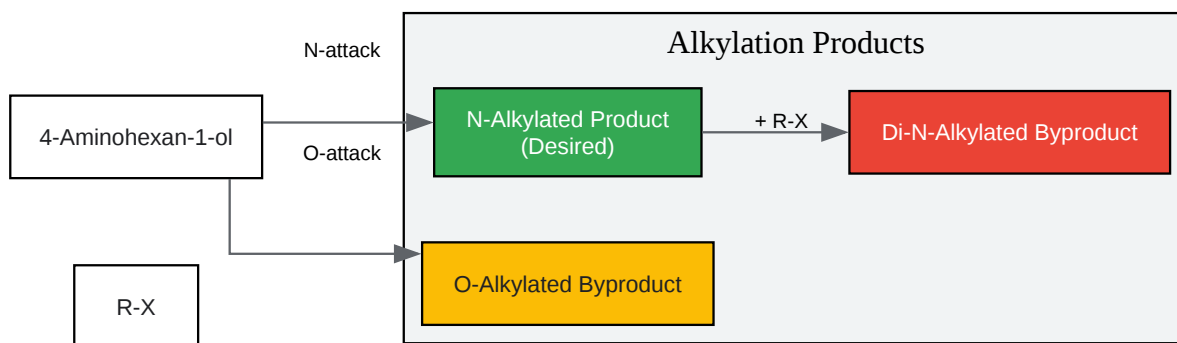 Alkylation Products
N-attack
4-Aminohexan-1-ol
N-Alkylated Product
(Desired)
+ R-X
Di-N-Alkylated Byproduct
O-attack
O-Alkylated Byproduct
R-X